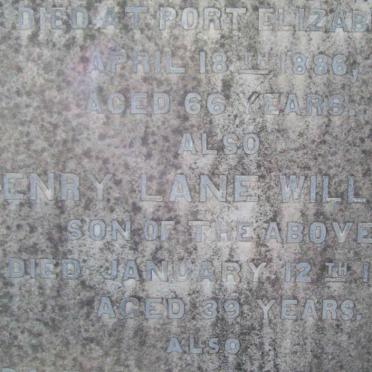 DIED AT PORT ELIZAB
APRIL 18TH 1886,
AGED 66 YEARS.
ALSO
ENRY LANE WILL
SON OF THE ABOVE
DIED JANUARY 12TH 1
AGED 39 YEARS.
ALSO